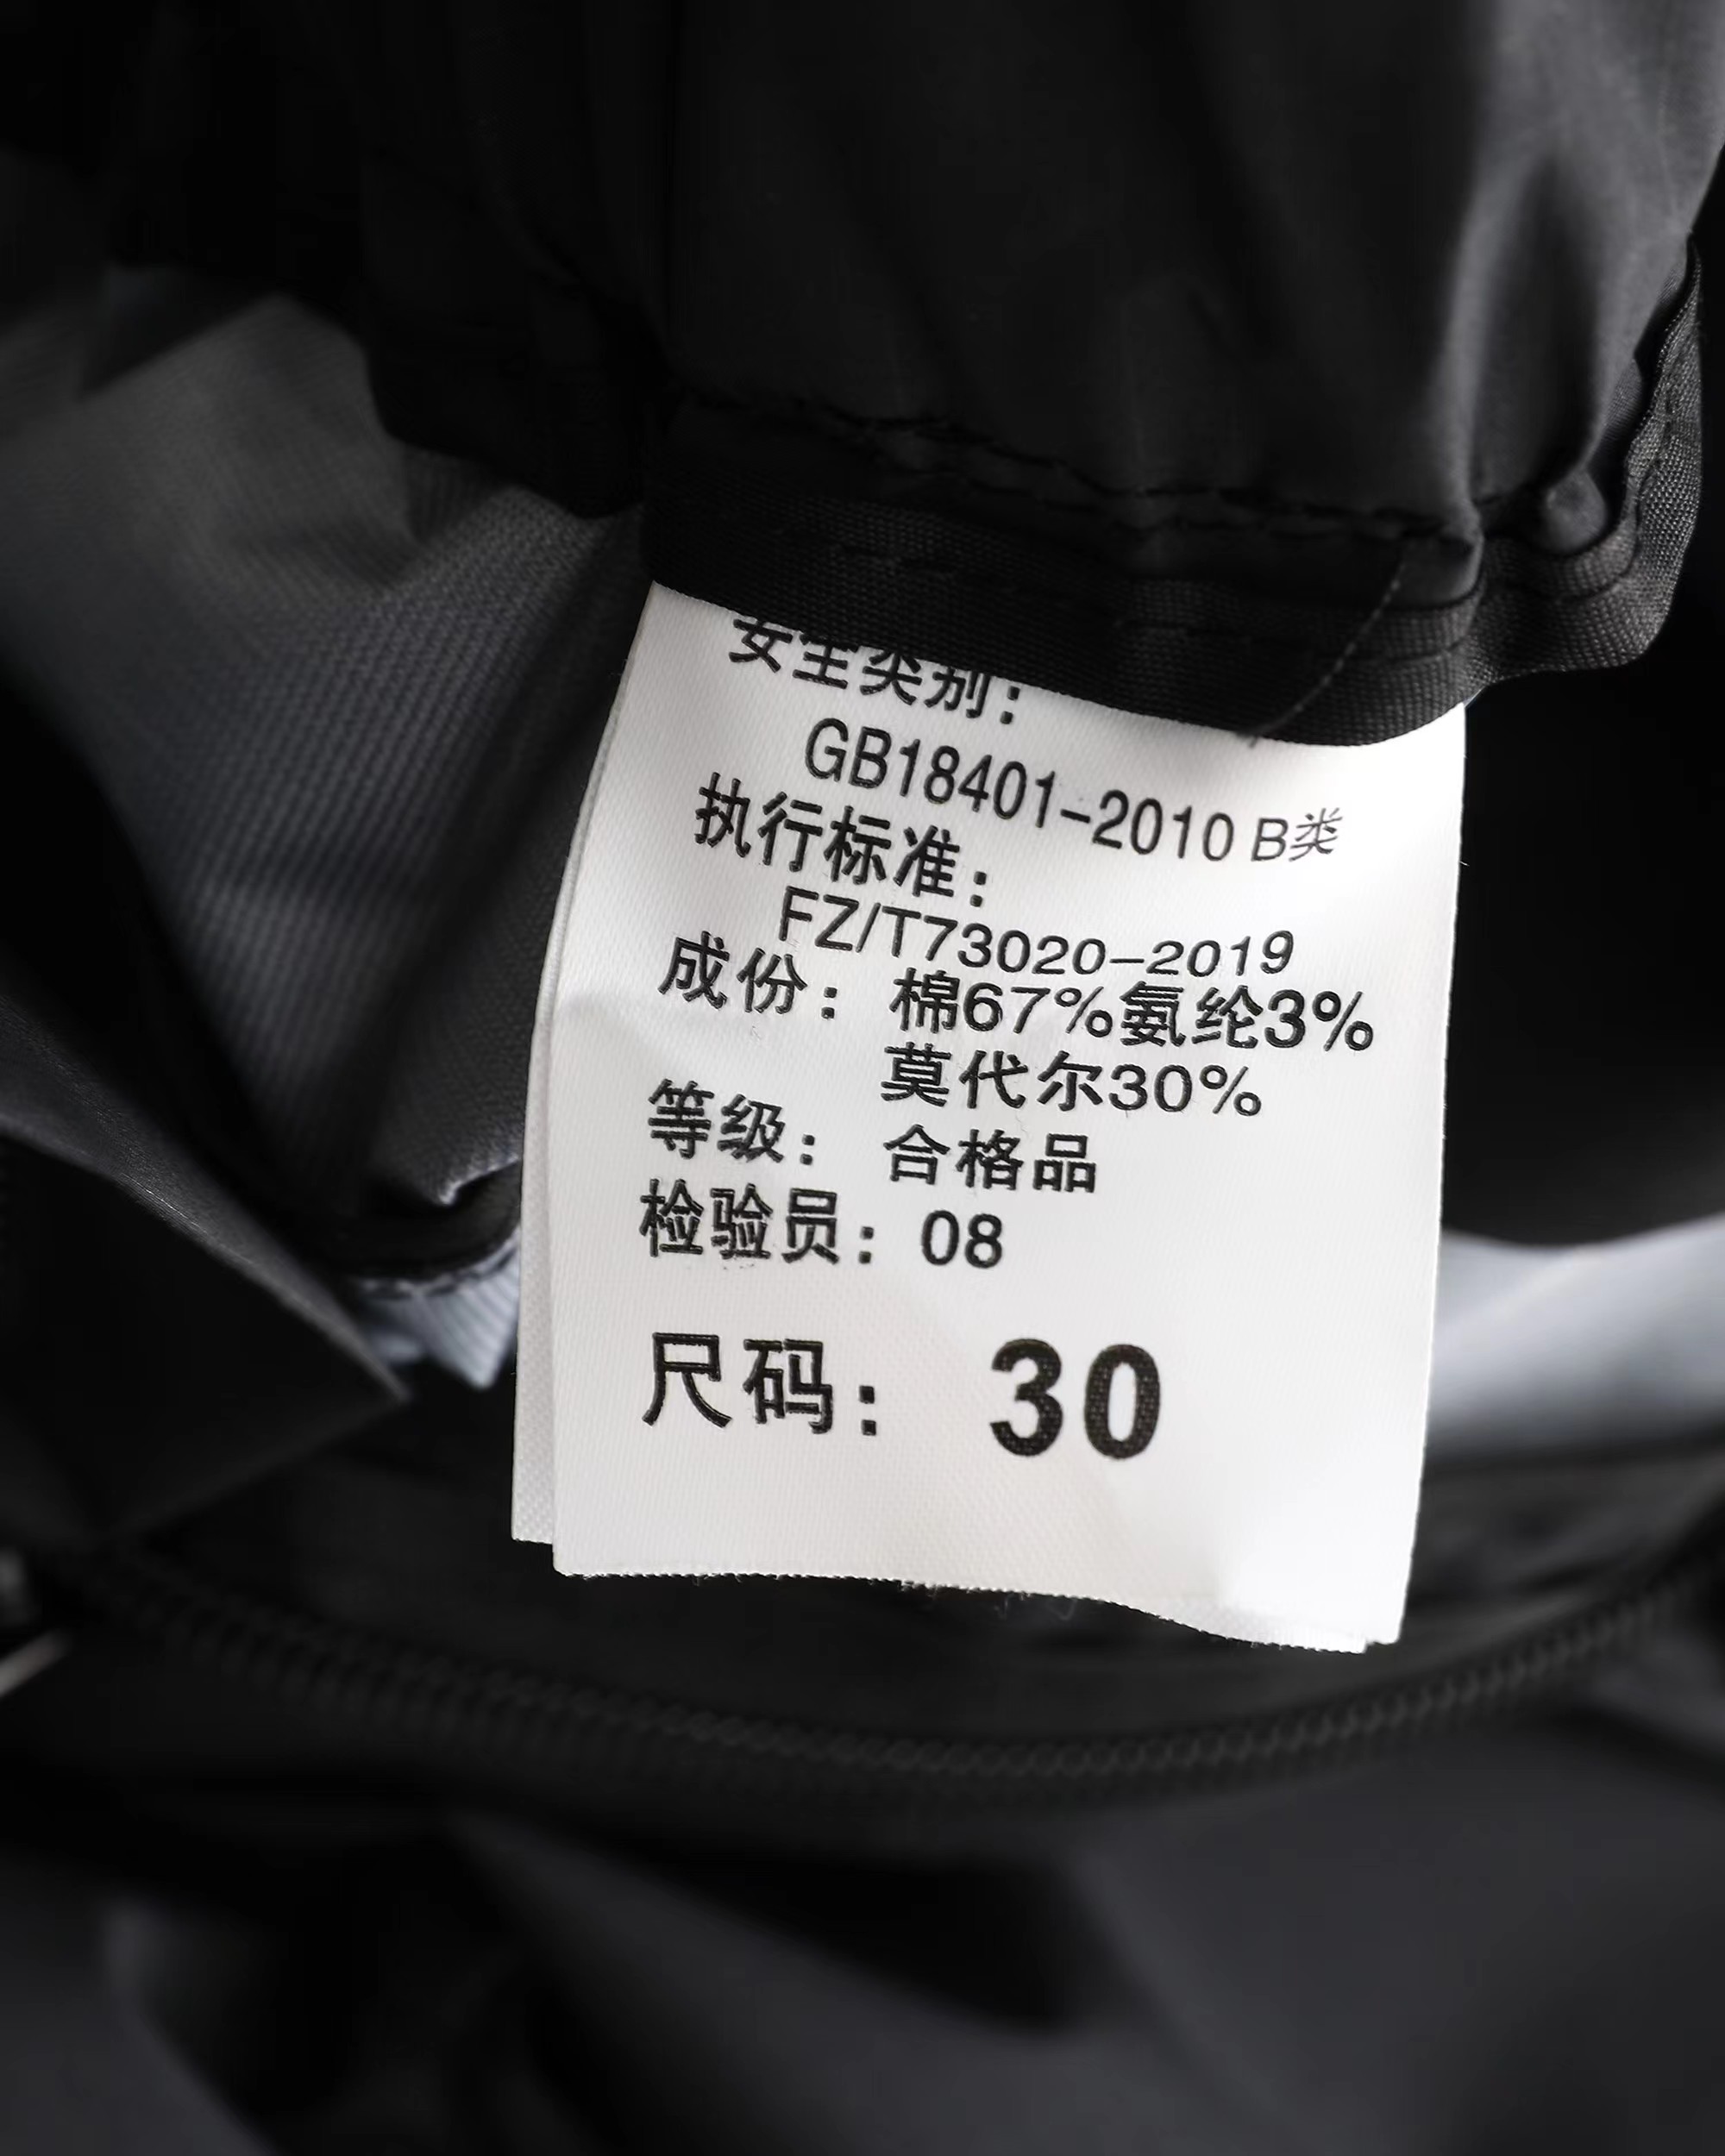 安全类别：
GB18401-2010 B类
执行标准：
FZ/T73020-2019
成份：棉67%氨纶3%
莫代尔30%
等级：合格品
检验员：08
尺码：30